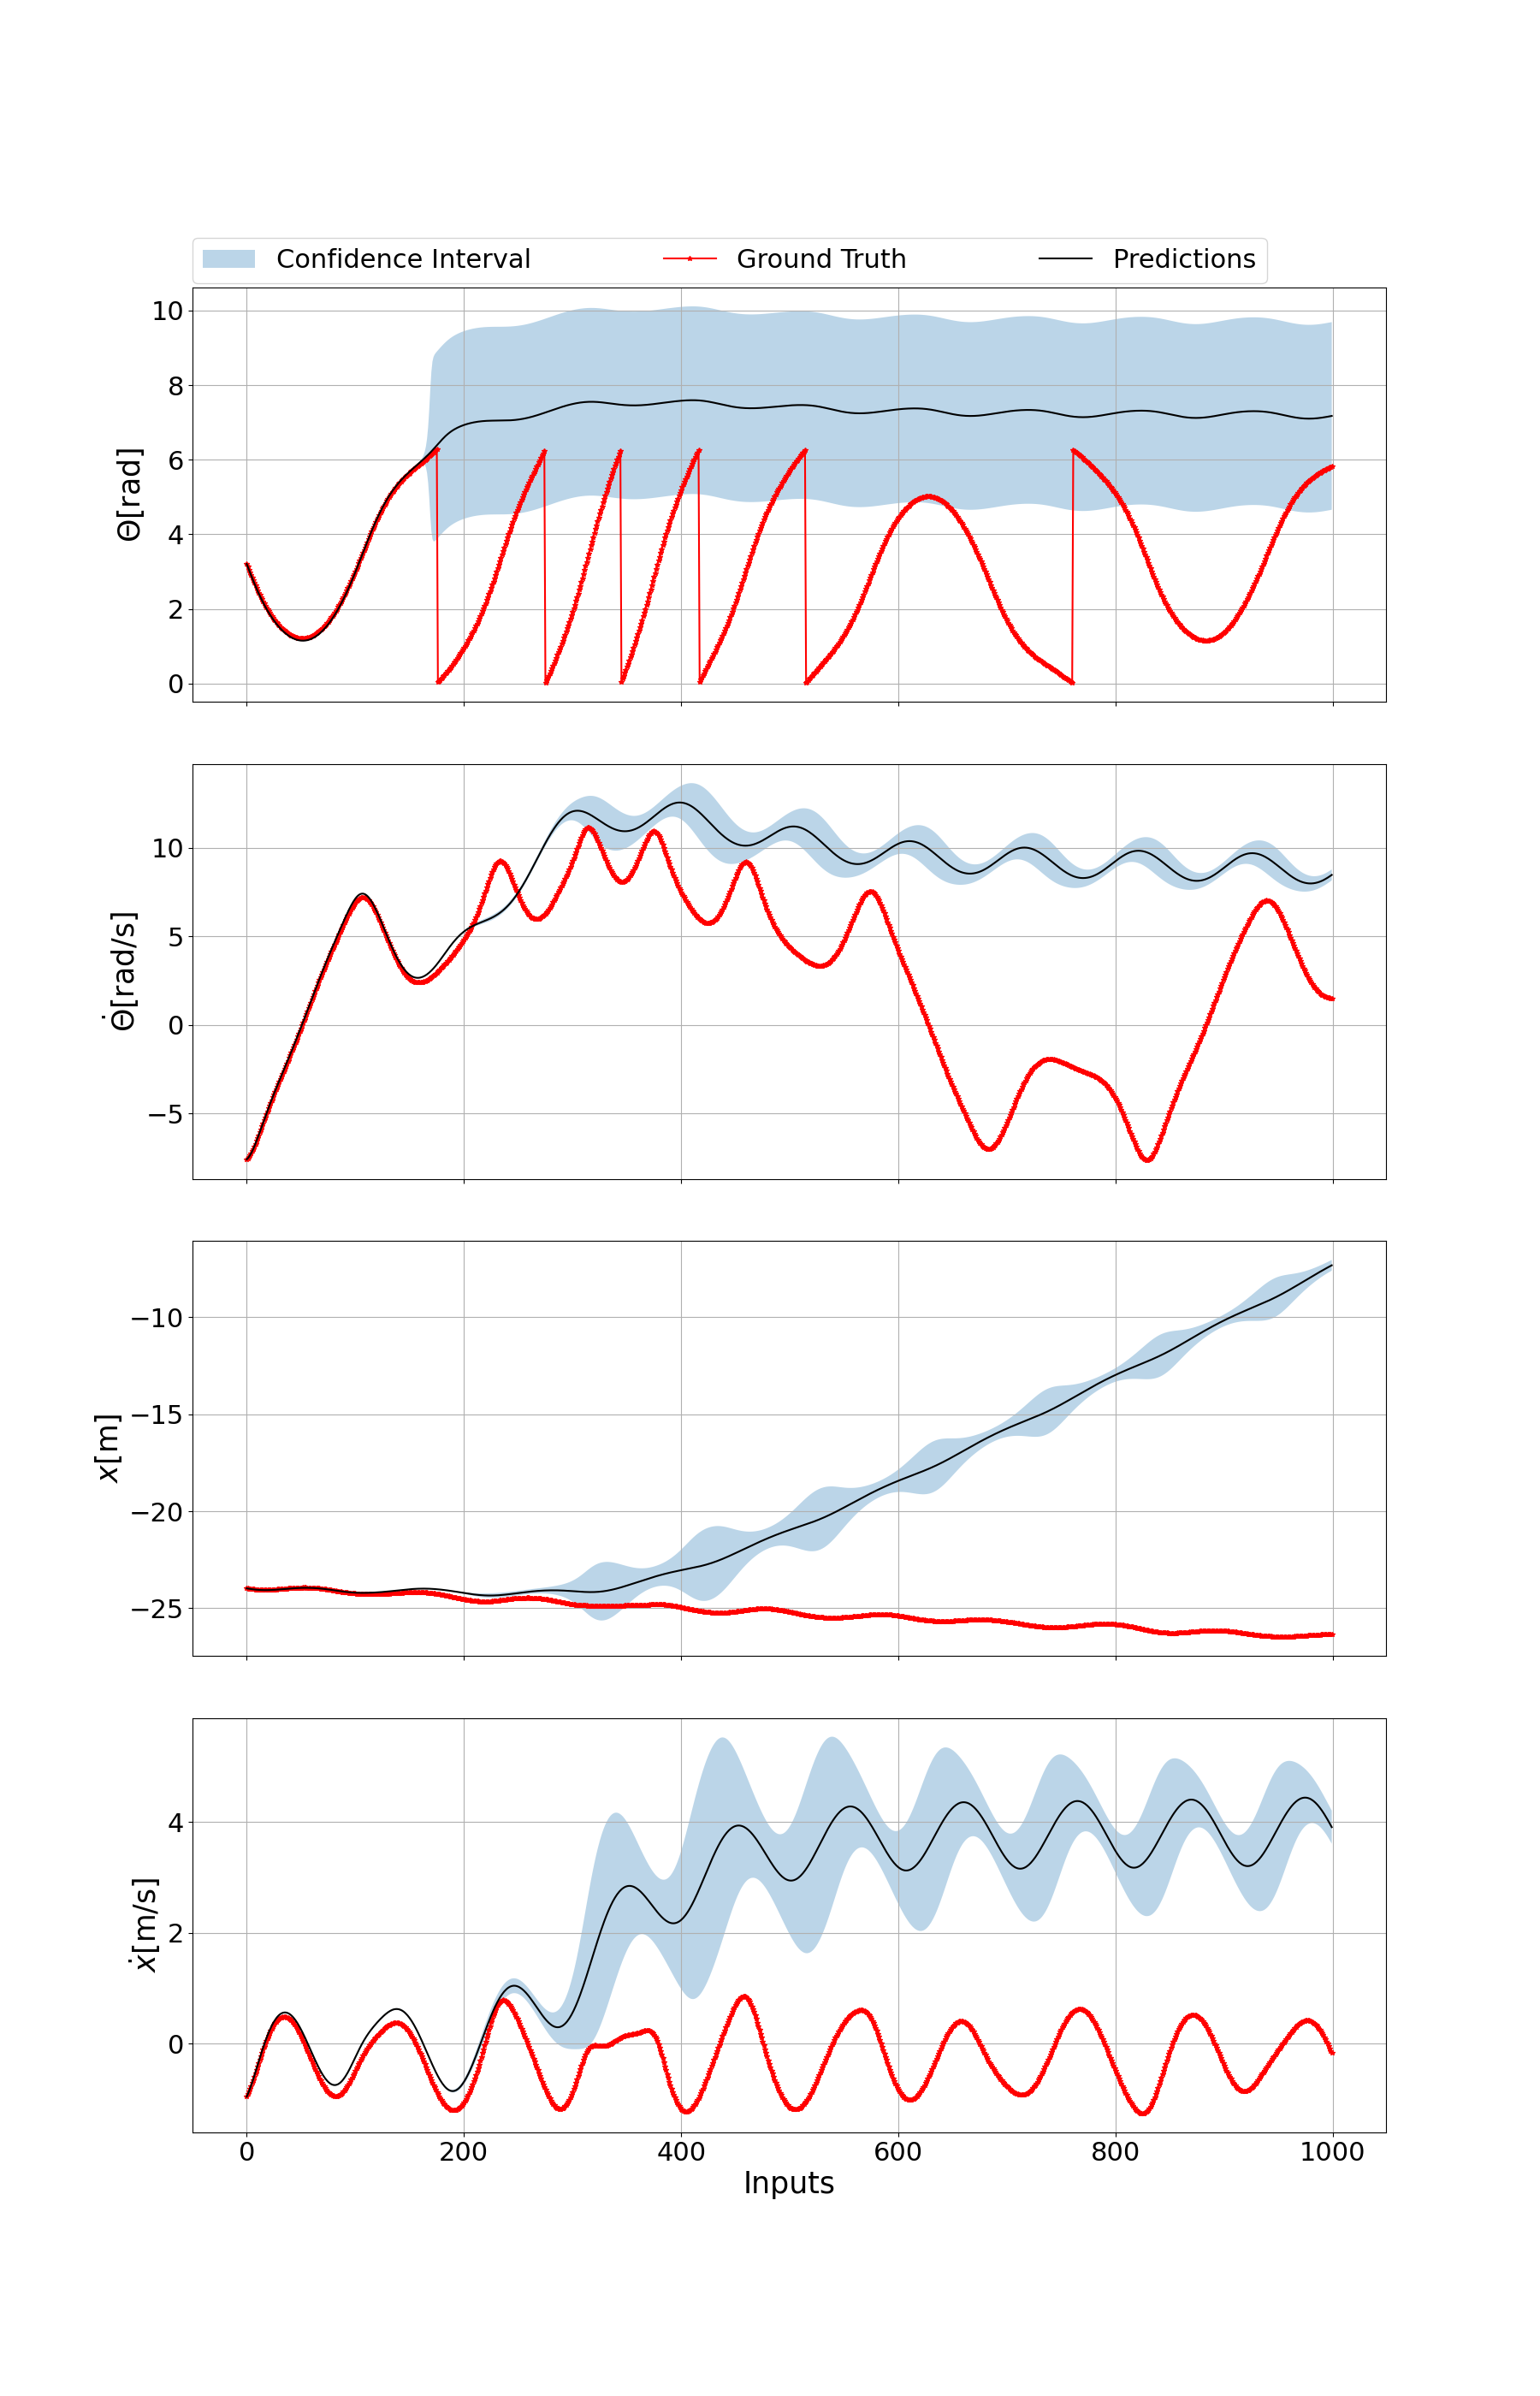 Confidence Interval Ground Truth Predictions
10
8
6
4
2
0
Θ[rad]
10
5
0
−5
Θ̇[rad/s]
−10
−15
−20
−25
x[m]
4
2
0
ẋ[m/s]
0 200 400 600 800 1000
Inputs